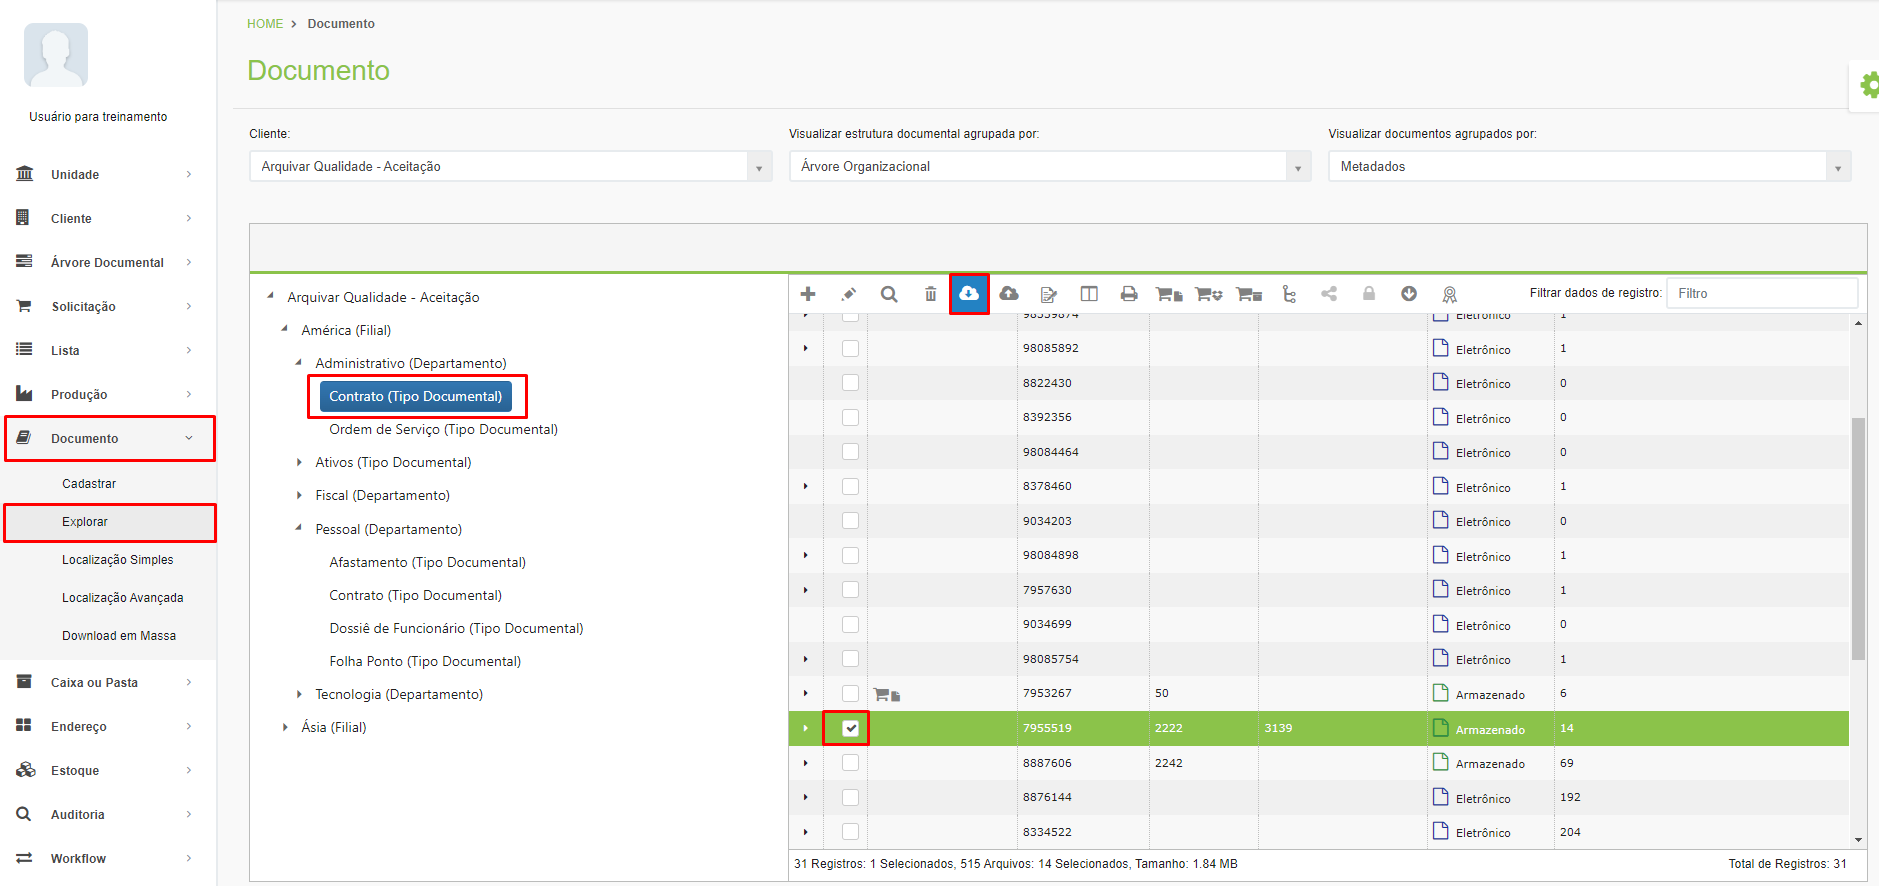 HOME > Documento
Documento
Usuário para treinamento
Unidade
Cliente
Árvore Documental
Solicitação
Lista
Produção
Documento
Cadastrar
Explorar
Localização Simples
Localização Avançada
Download em Massa
Caixa ou Pasta
Endereço
Estoque
Auditoria
Workflow
Cliente:
Arquivar Qualidade - Aceitação
Visualizar estrutura documental agrupada por:
Árvore Organizacional
Visualizar documentos agrupados por:
Metadados
Arquivar Qualidade - Aceitação
América (Filial)
Administrativo (Departamento)
Contrato (Tipo Documental)
Ordem de Serviço (Tipo Documental)
Ativos (Tipo Documental)
Fiscal (Departamento)
Pessoal (Departamento)
Afastamento (Tipo Documental)
Contrato (Tipo Documental)
Dossiê de Funcionário (Tipo Documental)
Folha Ponto (Tipo Documental)
Tecnologia (Departamento)
Ásia (Filial)
Filtrar dados de registro: Filtro
98359874 Eletrônico 1
98085892 Eletrônico 1
8822430 Eletrônico 0
8392356 Eletrônico 0
98084464 Eletrônico 0
8378460 Eletrônico 1
9034203 Eletrônico 0
98084898 Eletrônico 1
7957630 Eletrônico 1
9034699 Eletrônico 0
98085754 Eletrônico 1
7953267 50 Armazenado 6
7955519 2222 3139 Armazenado 14
8887606 2242 Armazenado 69
8876144 Eletrônico 192
8334522 Eletrônico 204
31 Registros: 1 Selecionados, 515 Arquivos: 14 Selecionados, Tamanho: 1.84 MB
Total de Registros: 31